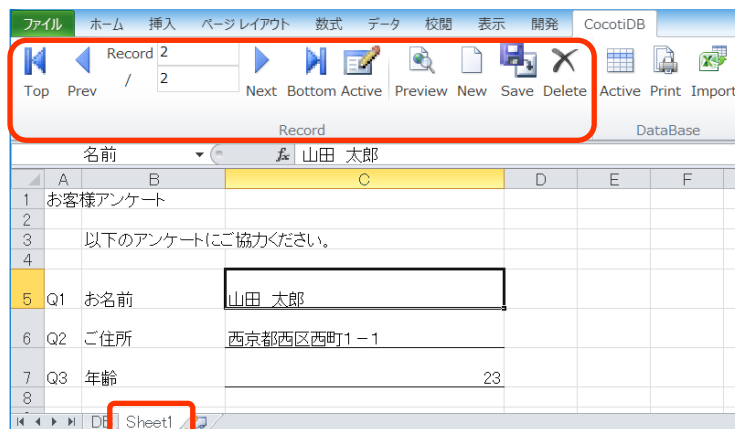 ファイル ホーム 挿入 ページ レイアウト 数式 データ 校閲 表示 開発 CocotiDB
Record 2
/ 2
Top Prev Next Bottom Active Preview New Save Delete Active Print Import
Record DataBase
名前 fx 山田 太郎
A B C D E F
1 お客様アンケート
2
3 以下のアンケートにご協力ください。
4
5 Q1 お名前 山田 太郎
6 Q2 ご住所 西京都西区西町1-1
7 Q3 年齢 23
8
DB Sheet1